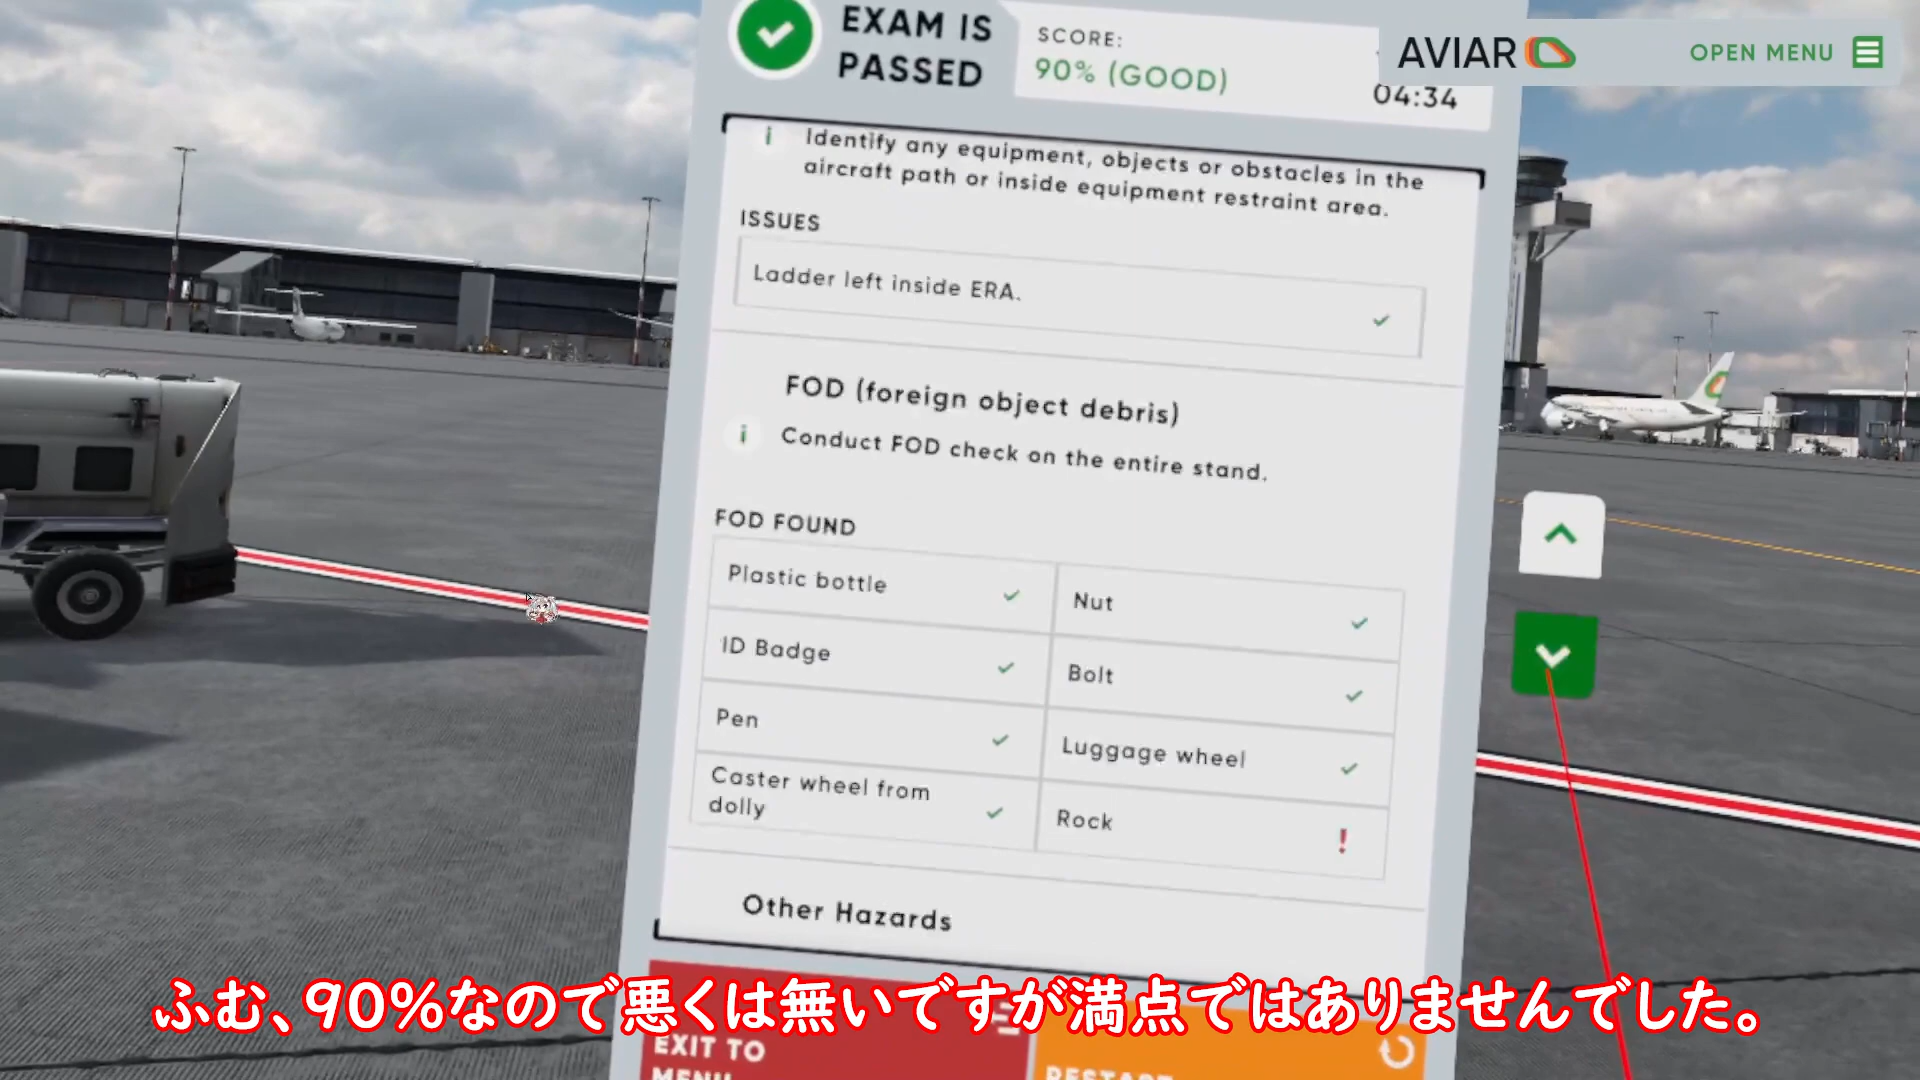 EXAM IS
PASSED
SCORE:
90% (GOOD)
04:34
AVIAR
OPEN MENU
Identify any equipment, objects or obstacles in the
aircraft path or inside equipment restraint area.
ISSUES
Ladder left inside ERA.
FOD (foreign object debris)
Conduct FOD check on the entire stand.
FOD FOUND
Plastic bottle
Nut
ID Badge
Bolt
Pen
Luggage wheel
Caster wheel from
dolly
Rock
!
Other Hazards
ふむ、90%なので悪くは無いですが満点ではありませんでした。
EXIT TO
MENU
RESTART